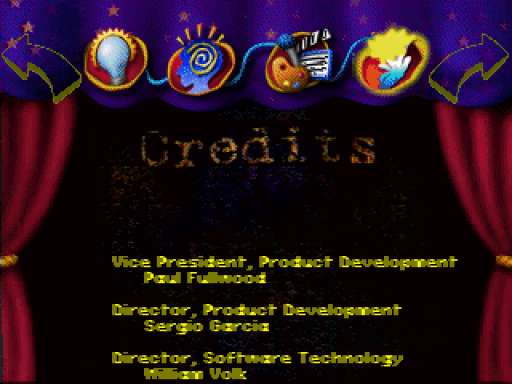 Credits
Vice President, Product Development
Paul Fullwood
Director, Product Development
Sergio Garcia
Director, Software Technology
William Volk